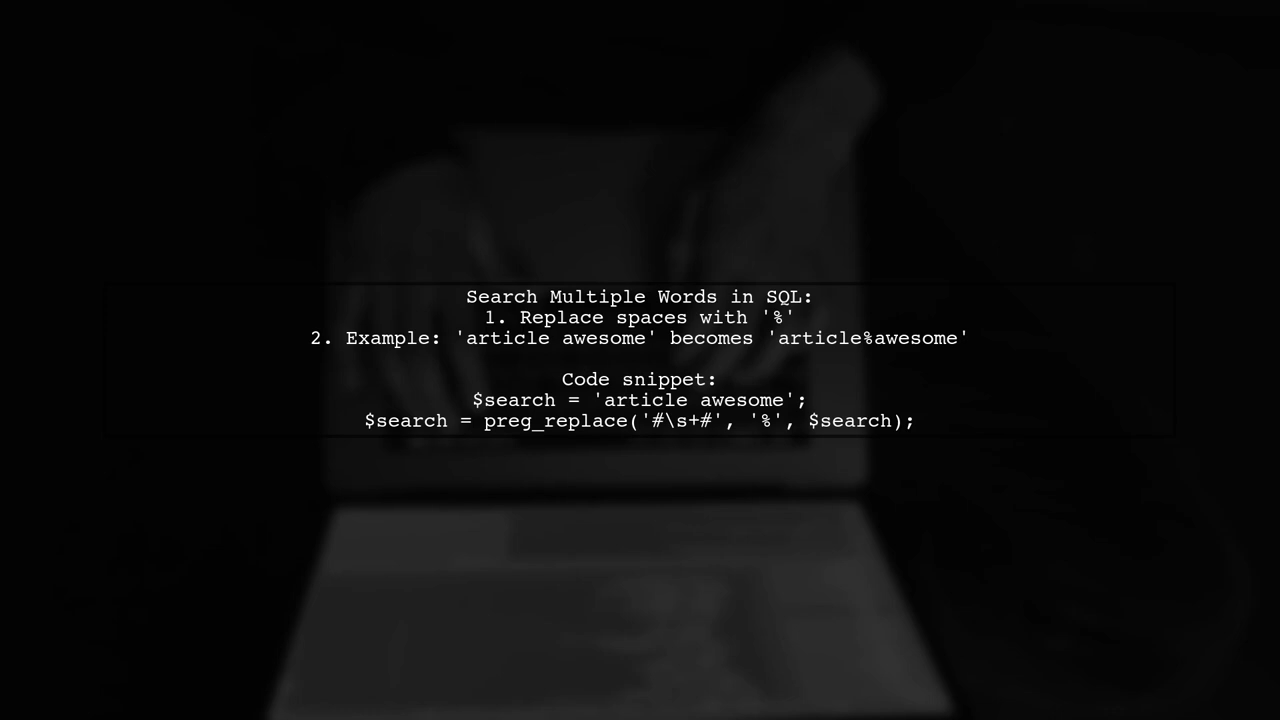 Search Multiple Words in SQL:
1. Replace spaces with '%'
2. Example: 'article awesome' becomes 'article%awesome'
Code snippet:
$search = 'article awesome';
$search = preg_replace('#\s+#', '%', $search);